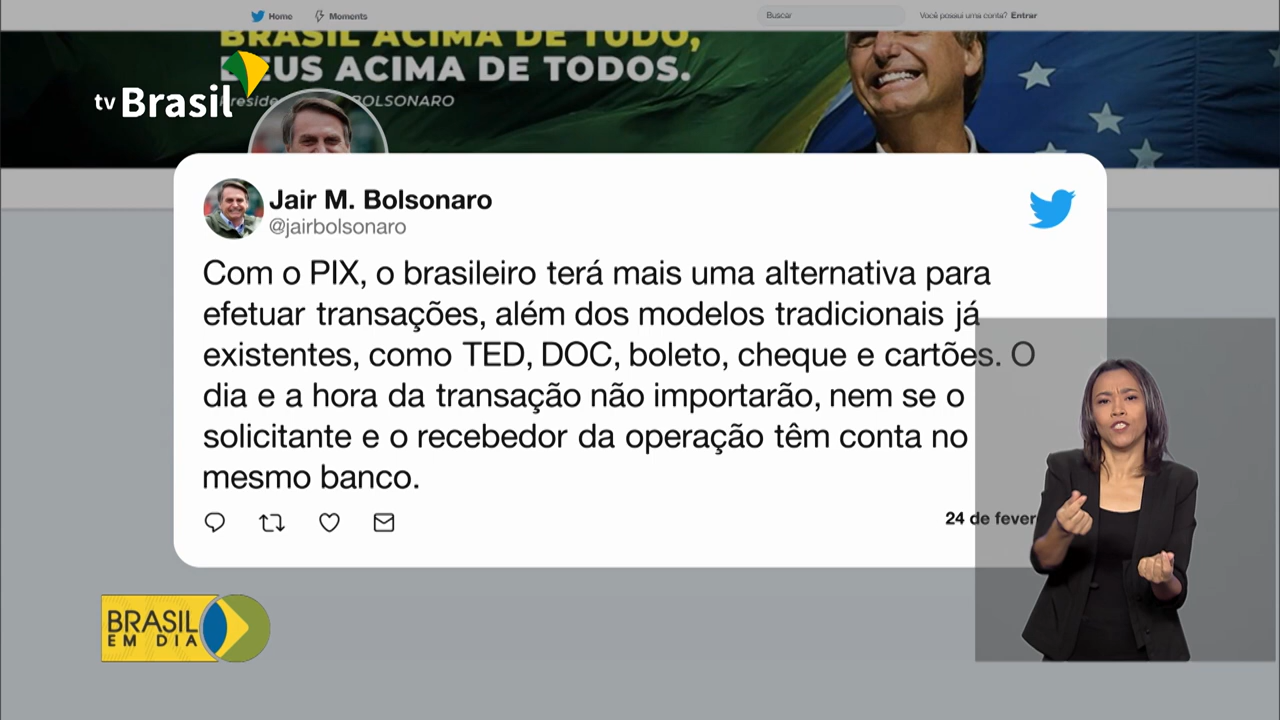 Home
Moments
Buscar
Você possui uma conta? Entrar
BRASIL ACIMA DE TUDO,
DEUS ACIMA DE TODOS.
BOLSONARO
tv Brasil
Jair M. Bolsonaro
@jairbolsonaro
Com o PIX, o brasileiro terá mais uma alternativa para
efetuar transações, além dos modelos tradicionais já
existentes, como TED, DOC, boleto, cheque e cartões. O
dia e a hora da transação não importarão, nem se o
solicitante e o recebedor da operação têm conta no
mesmo banco.
24 de fever
BRASIL
EM DIA